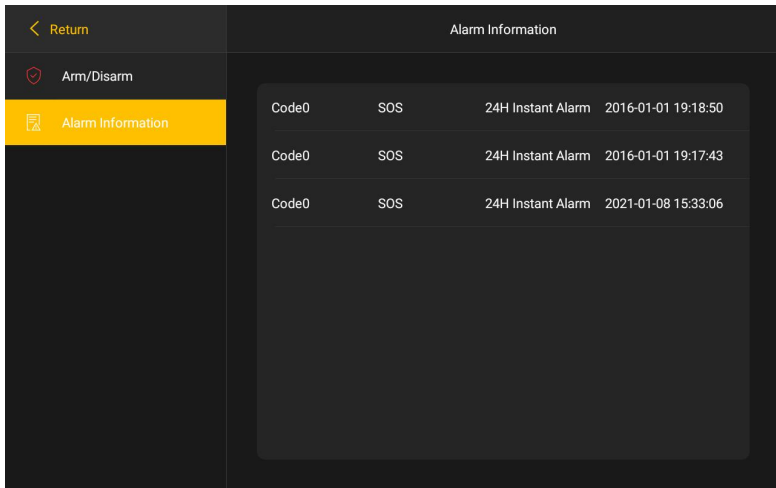 Return
Alarm Information
Arm/Disarm
Alarm Information
Code0 SOS 24H Instant Alarm 2016-01-01 19:18:50
Code0 SOS 24H Instant Alarm 2016-01-01 19:17:43
Code0 SOS 24H Instant Alarm 2021-01-08 15:33:06